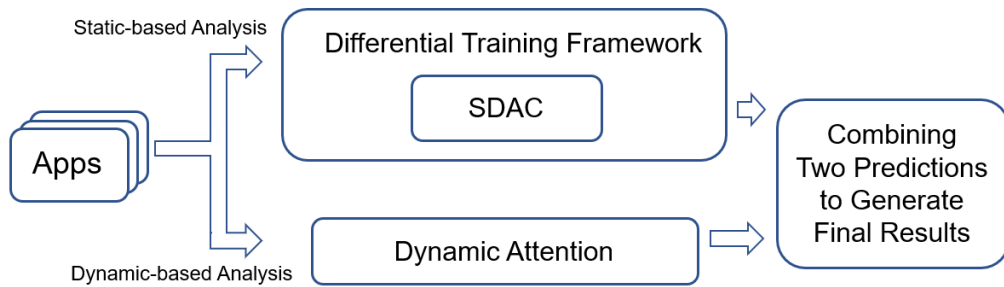 Static-based Analysis
Differential Training Framework
SDAC
Apps
Combining
Two Predictions
to Generate
Final Results
Dynamic Attention
Dynamic-based Analysis